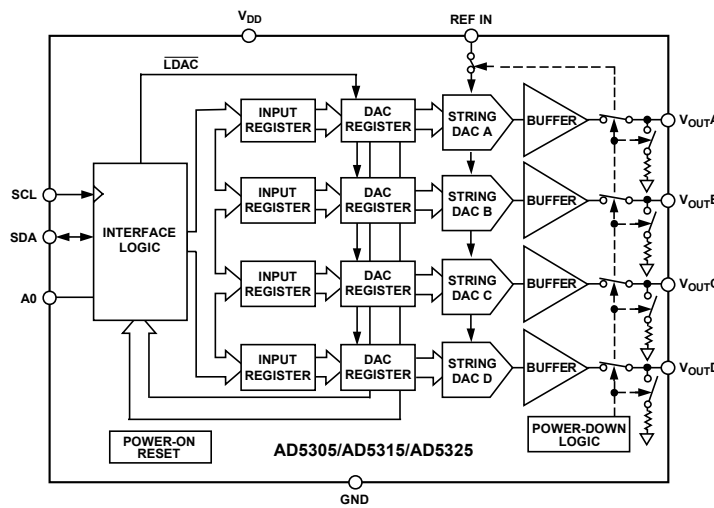 VDD
REF IN
LDAC
INPUT REGISTER
DAC REGISTER
STRING DAC A
BUFFER
VOUTA
SCL
SDA
A0
INTERFACE LOGIC
INPUT REGISTER
DAC REGISTER
STRING DAC B
BUFFER
VOUTB
INPUT REGISTER
DAC REGISTER
STRING DAC C
BUFFER
VOUTC
INPUT REGISTER
DAC REGISTER
STRING DAC D
BUFFER
VOUTD
POWER-ON RESET
AD5305/AD5315/AD5325
POWER-DOWN LOGIC
GND